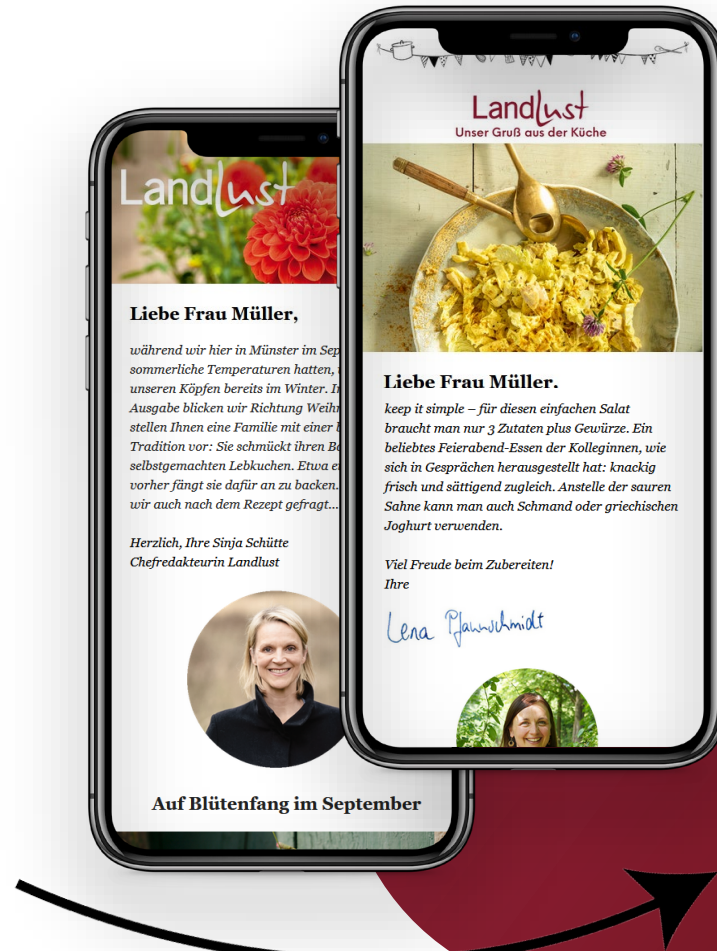 Landlust
Liebe Frau Müller,
während wir hier in Münster im Sep
sommerliche Temperaturen hatten,
unseren Köpfen bereits im Winter. I
Ausgabe blicken wir Richtung Weih
stellen Ihnen eine Familie mit einer
Tradition vor: Sie schmückt ihren B
selbstgemachten Lebkuchen. Etwa e
vorher fängt sie dafür an zu backen.
wir auch nach dem Rezept gefragt...
Herzlich, Ihre Sinja Schütte
Chefredakteurin Landlust
Auf Blütenfang im September
Landlust
Unser Gruß aus der Küche
Liebe Frau Müller.
keep it simple – für diesen einfachen Salat
braucht man nur 3 Zutaten plus Gewürze. Ein
beliebtes Feierabend-Essen der Kolleginnen, wie
sich in Gesprächen herausgestellt hat: knackig
frisch und sättigend zugleich. Anstelle der sauren
Sahne kann man auch Schmand oder griechischen
Joghurt verwenden.
Viel Freude beim Zubereiten!
Ihre
Lena Pfannschmidt